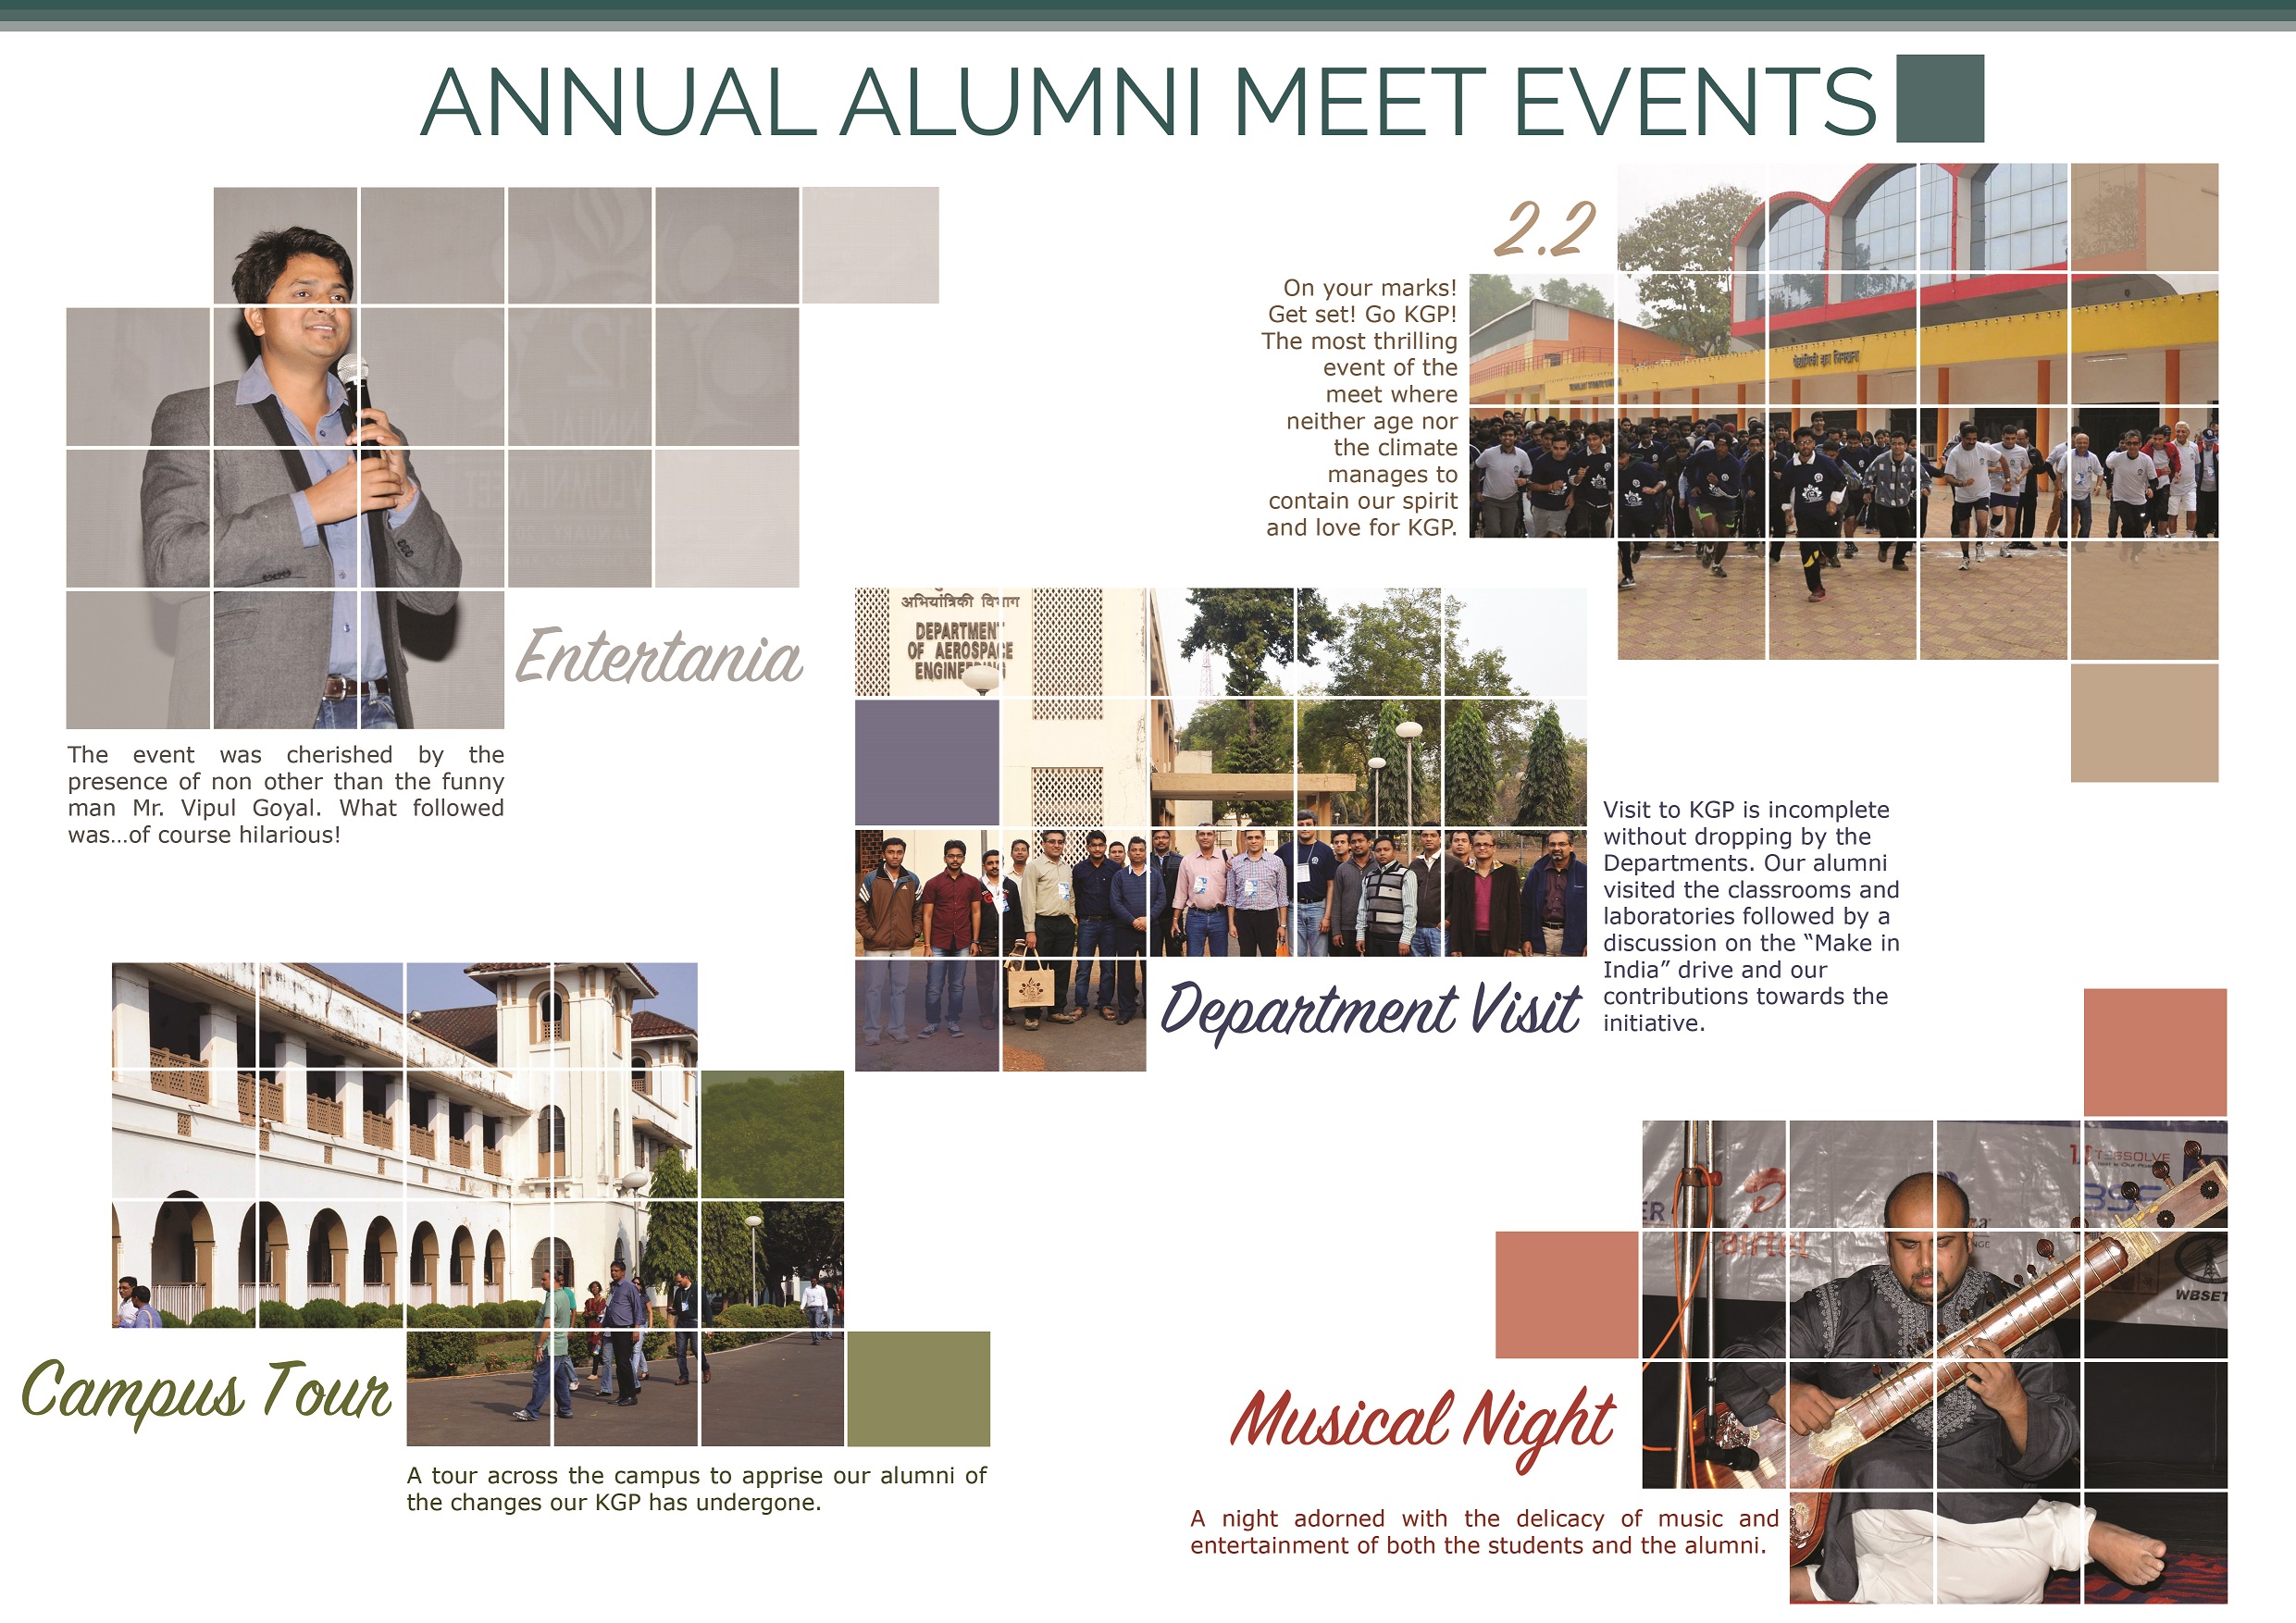 ANNUAL ALUMNI MEET EVENTS
2.2
On your marks!
Get set! Go KGP!
The most thrilling
event of the
meet where
neither age nor
the climate
manages to
contain our spirit
and love for KGP.
प्रौद्योगिकी छात्र जिमखाना
Entertania
The event was cherished by the
presence of non other than the funny
man Mr. Vipul Goyal. What followed
was...of course hilarious!
अभियांत्रिकी विभाग
DEPARTMENT
OF AEROSPACE
ENGINEERING
Department Visit
Visit to KGP is incomplete
without dropping by the
Departments. Our alumni
visited the classrooms and
laboratories followed by a
discussion on the “Make in
India” drive and our
contributions towards the
initiative.
Campus Tour
A tour across the campus to apprise our alumni of
the changes our KGP has undergone.
TESSOLVE
airtel
WBSET
Musical Night
A night adorned with the delicacy of music and
entertainment of both the students and the alumni.